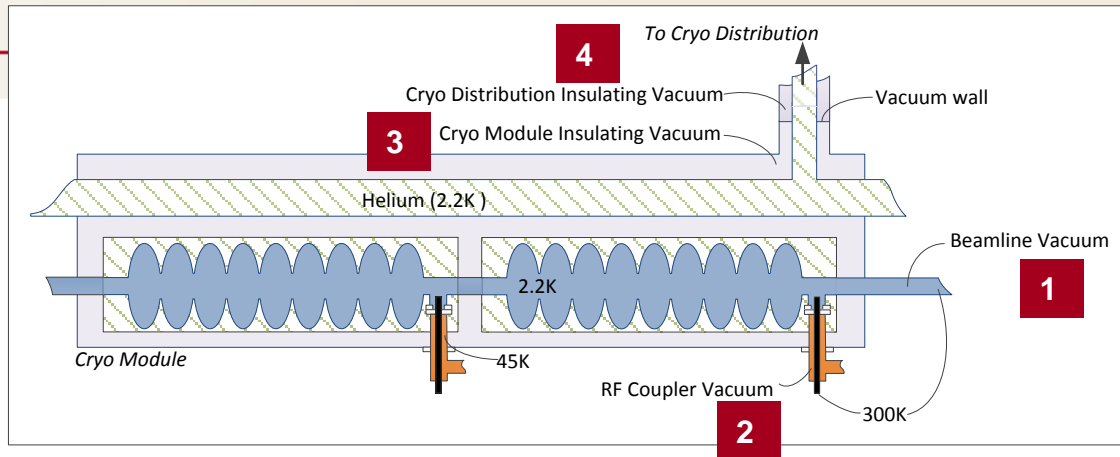 To Cryo Distribution
4
Cryo Distribution Insulating Vacuum
Vacuum wall
3
Cryo Module Insulating Vacuum
Helium (2.2K )
Beamline Vacuum
2.2K
1
Cryo Module
45K
RF Coupler Vacuum
300K
2